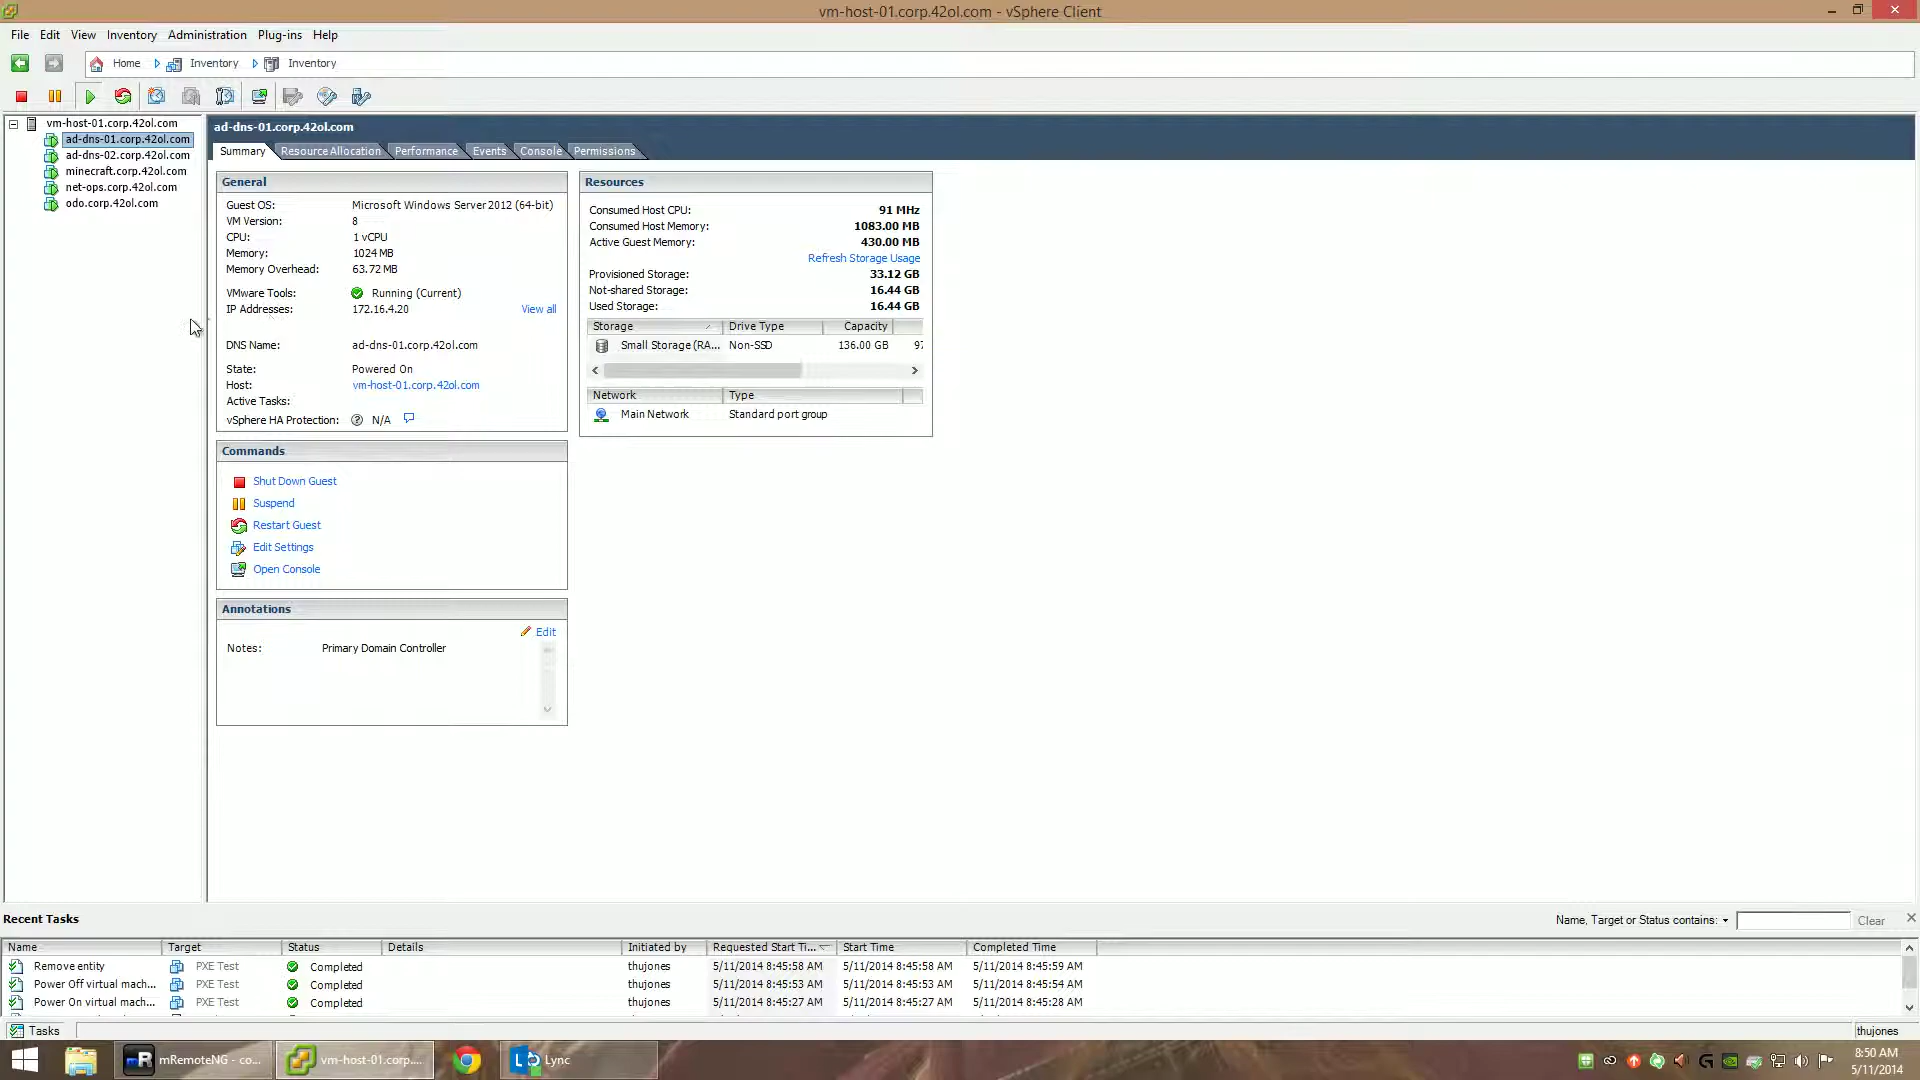 vm-host-01.corp.42ol.com - vSphere Client
File Edit View Inventory Administration Plug-ins Help
Home Inventory Inventory
vm-host-01.corp.42ol.com
ad-dns-01.corp.42ol.com
ad-dns-02.corp.42ol.com
minecraft.corp.42ol.com
net-ops.corp.42ol.com
odo.corp.42ol.com
ad-dns-01.corp.42ol.com
Summary Resource Allocation Performance Events Console Permissions
General
Guest OS: Microsoft Windows Server 2012 (64-bit)
VM Version: 8
CPU: 1 vCPU
Memory: 1024 MB
Memory Overhead: 63.72 MB
VMware Tools: Running (Current)
IP Addresses: 172.16.4.20 View all
DNS Name: ad-dns-01.corp.42ol.com
State: Powered On
Host: vm-host-01.corp.42ol.com
Active Tasks:
vSphere HA Protection: N/A
Commands
Shut Down Guest
Suspend
Restart Guest
Edit Settings
Open Console
Annotations
Edit
Notes: Primary Domain Controller
Resources
Consumed Host CPU: 91 MHz
Consumed Host Memory: 1083.00 MB
Active Guest Memory: 430.00 MB
Refresh Storage Usage
Provisioned Storage: 33.12 GB
Not-shared Storage: 16.44 GB
Used Storage: 16.44 GB
Storage Drive Type Capacity
Small Storage (RA... Non-SSD 136.00 GB 97
Network Type
Main Network Standard port group
Recent Tasks Name, Target or Status contains: Clear
Name Target Status Details Initiated by Requested Start Ti... Start Time Completed Time
Remove entity PXE Test Completed thujones 5/11/2014 8:45:58 AM 5/11/2014 8:45:58 AM 5/11/2014 8:45:59 AM
Power Off virtual mach... PXE Test Completed thujones 5/11/2014 8:45:53 AM 5/11/2014 8:45:53 AM 5/11/2014 8:45:54 AM
Power On virtual mach... PXE Test Completed thujones 5/11/2014 8:45:27 AM 5/11/2014 8:45:27 AM 5/11/2014 8:45:28 AM
Tasks thujones
mR mRemoteNG - co... vm-host-01.corp.... Lync
8:50 AM
5/11/2014